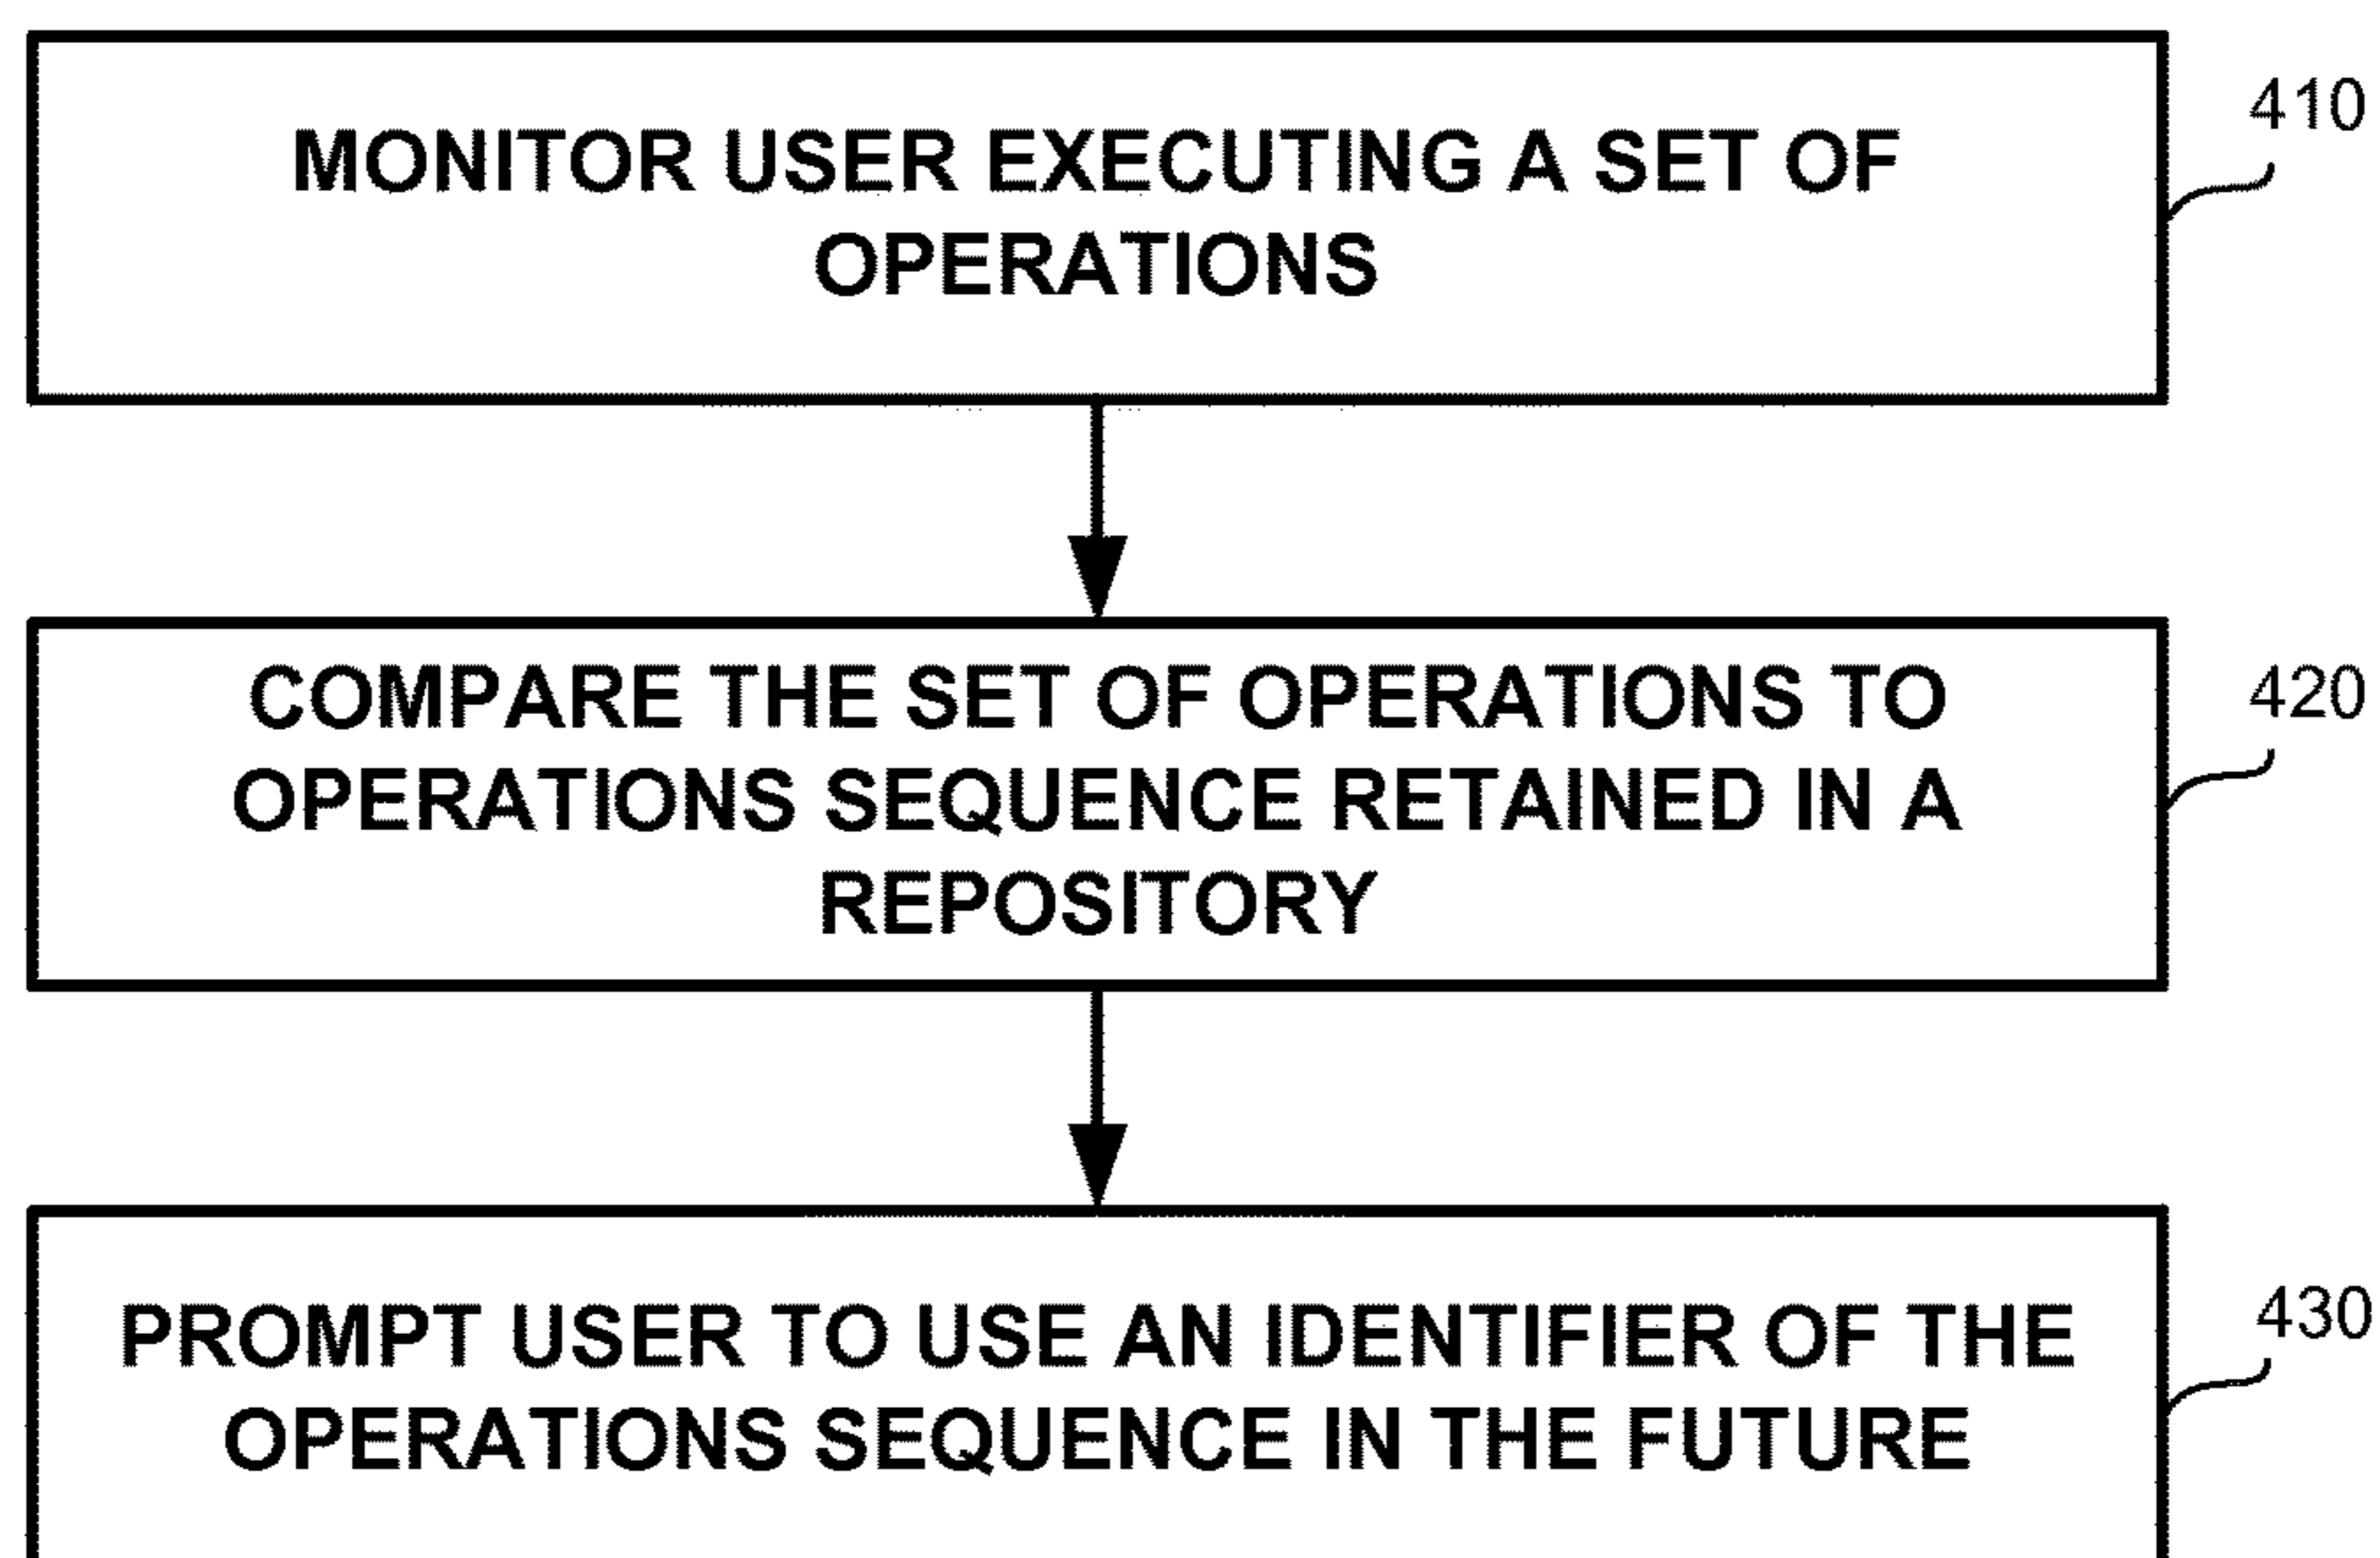 MONITOR USER EXECUTING A SET OF
OPERATIONS
410
COMPARE THE SET OF OPERATIONS TO
OPERATIONS SEQUENCE RETAINED IN A
REPOSITORY
420
PROMPT USER TO USE AN IDENTIFIER OF THE
OPERATIONS SEQUENCE IN THE FUTURE
430